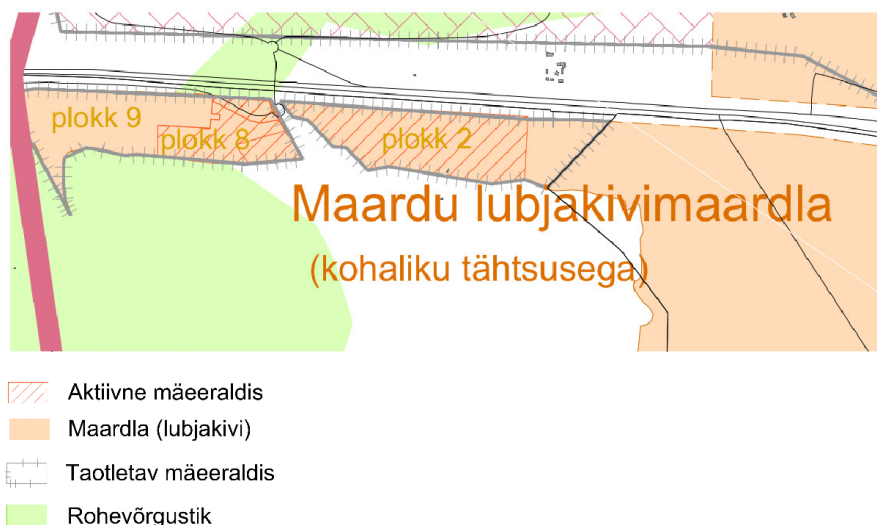 plokk 9
plokk 8
plokk 2
Maardu lubjakivimaardla
(kohaliku tähtsusega)
Aktiivne mäeeraldis
Maardla (lubjakivi)
Taotletav mäeeraldis
Rohevõrgustik